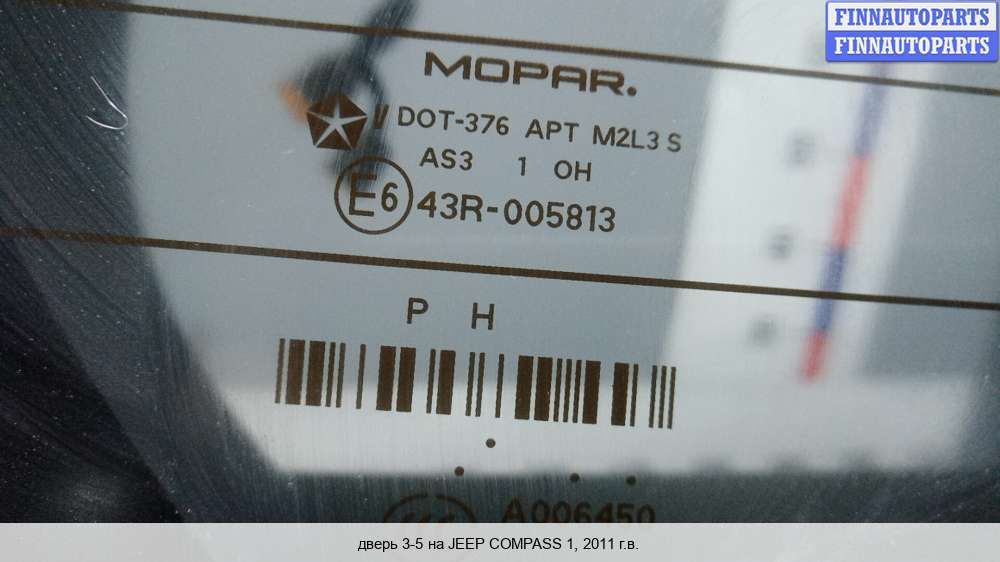 FINNAUTOPARTS
FINNAUTOPARTS
MOPAR.
DOT-376 APT M2L3 S
AS3 1 OH
E6 43R-005813
P H
A006450
дверь 3-5 на JEEP COMPASS 1, 2011 г.в.